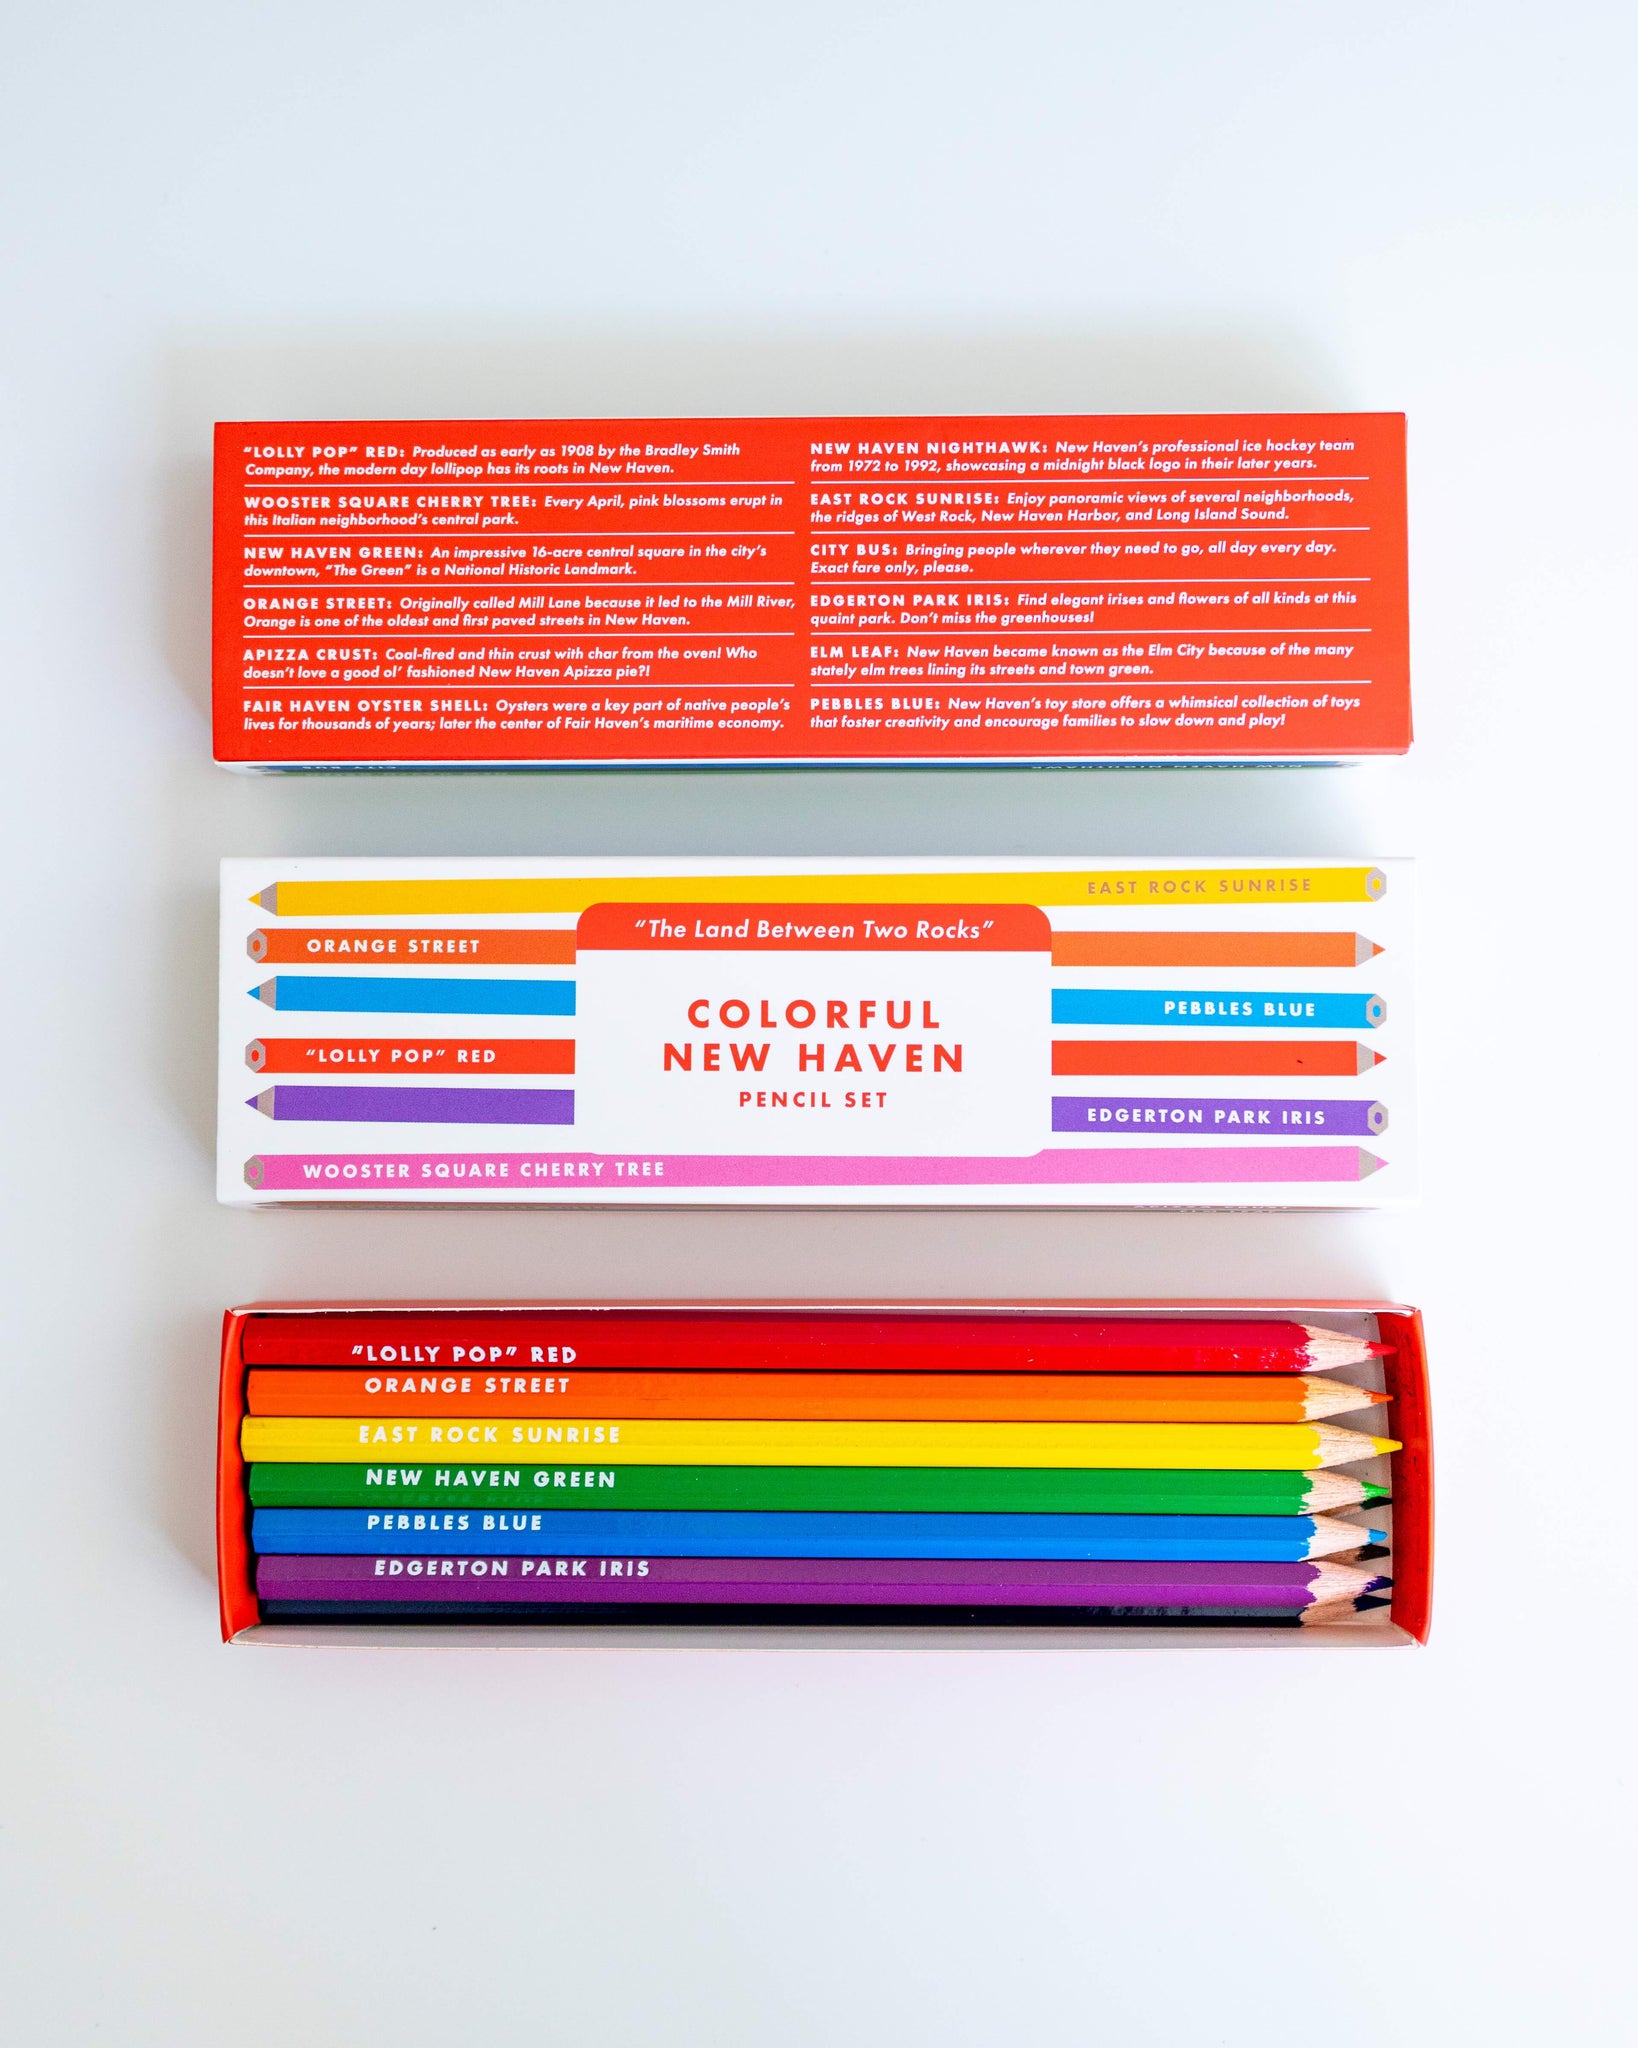 “LOLLY POP” RED: Produced as early as 1908 by the Bradley Smith
Company, the modern day lollipop has its roots in New Haven.
WOOSTER SQUARE CHERRY TREE: Every April, pink blossoms erupt in
this Italian neighborhood’s central park.
NEW HAVEN GREEN: An impressive 16-acre central square in the city’s
downtown, “The Green” is a National Historic Landmark.
ORANGE STREET: Originally called Mill Lane because it led to the Mill River,
Orange is one of the oldest and first paved streets in New Haven.
APIZZA CRUST: Coal-fired and thin crust with char from the oven! Who
doesn’t love a good ol’ fashioned New Haven Apizza pie?!
FAIR HAVEN OYSTER SHELL: Oysters were a key part of native people’s
lives for thousands of years; later the center of Fair Haven’s maritime economy.
NEW HAVEN NIGHTHAWK: New Haven’s professional ice hockey team
from 1972 to 1992, showcasing a midnight black logo in their later years.
EAST ROCK SUNRISE: Enjoy panoramic views of several neighborhoods,
the ridges of West Rock, New Haven Harbor, and Long Island Sound.
CITY BUS: Bringing people wherever they need to go, all day every day.
Exact fare only, please.
EDGERTON PARK IRIS: Find elegant irises and flowers of all kinds at this
quaint park. Don’t miss the greenhouses!
ELM LEAF: New Haven became known as the Elm City because of the many
stately elm trees lining its streets and town green.
PEBBLES BLUE: New Haven’s toy store offers a whimsical collection of toys
that foster creativity and encourage families to slow down and play!
CITY BUS
NEW HAVEN NIGHTHAWK
EAST ROCK SUNRISE
“The Land Between Two Rocks”
ORANGE STREET
PEBBLES BLUE
COLORFUL
NEW HAVEN
PENCIL SET
“LOLLY POP” RED
EDGERTON PARK IRIS
WOOSTER SQUARE CHERRY TREE
APIZZA CRUST
ELM LEAF
“LOLLY POP” RED
ORANGE STREET
EAST ROCK SUNRISE
NEW HAVEN GREEN
PEBBLES BLUE
EDGERTON PARK IRIS